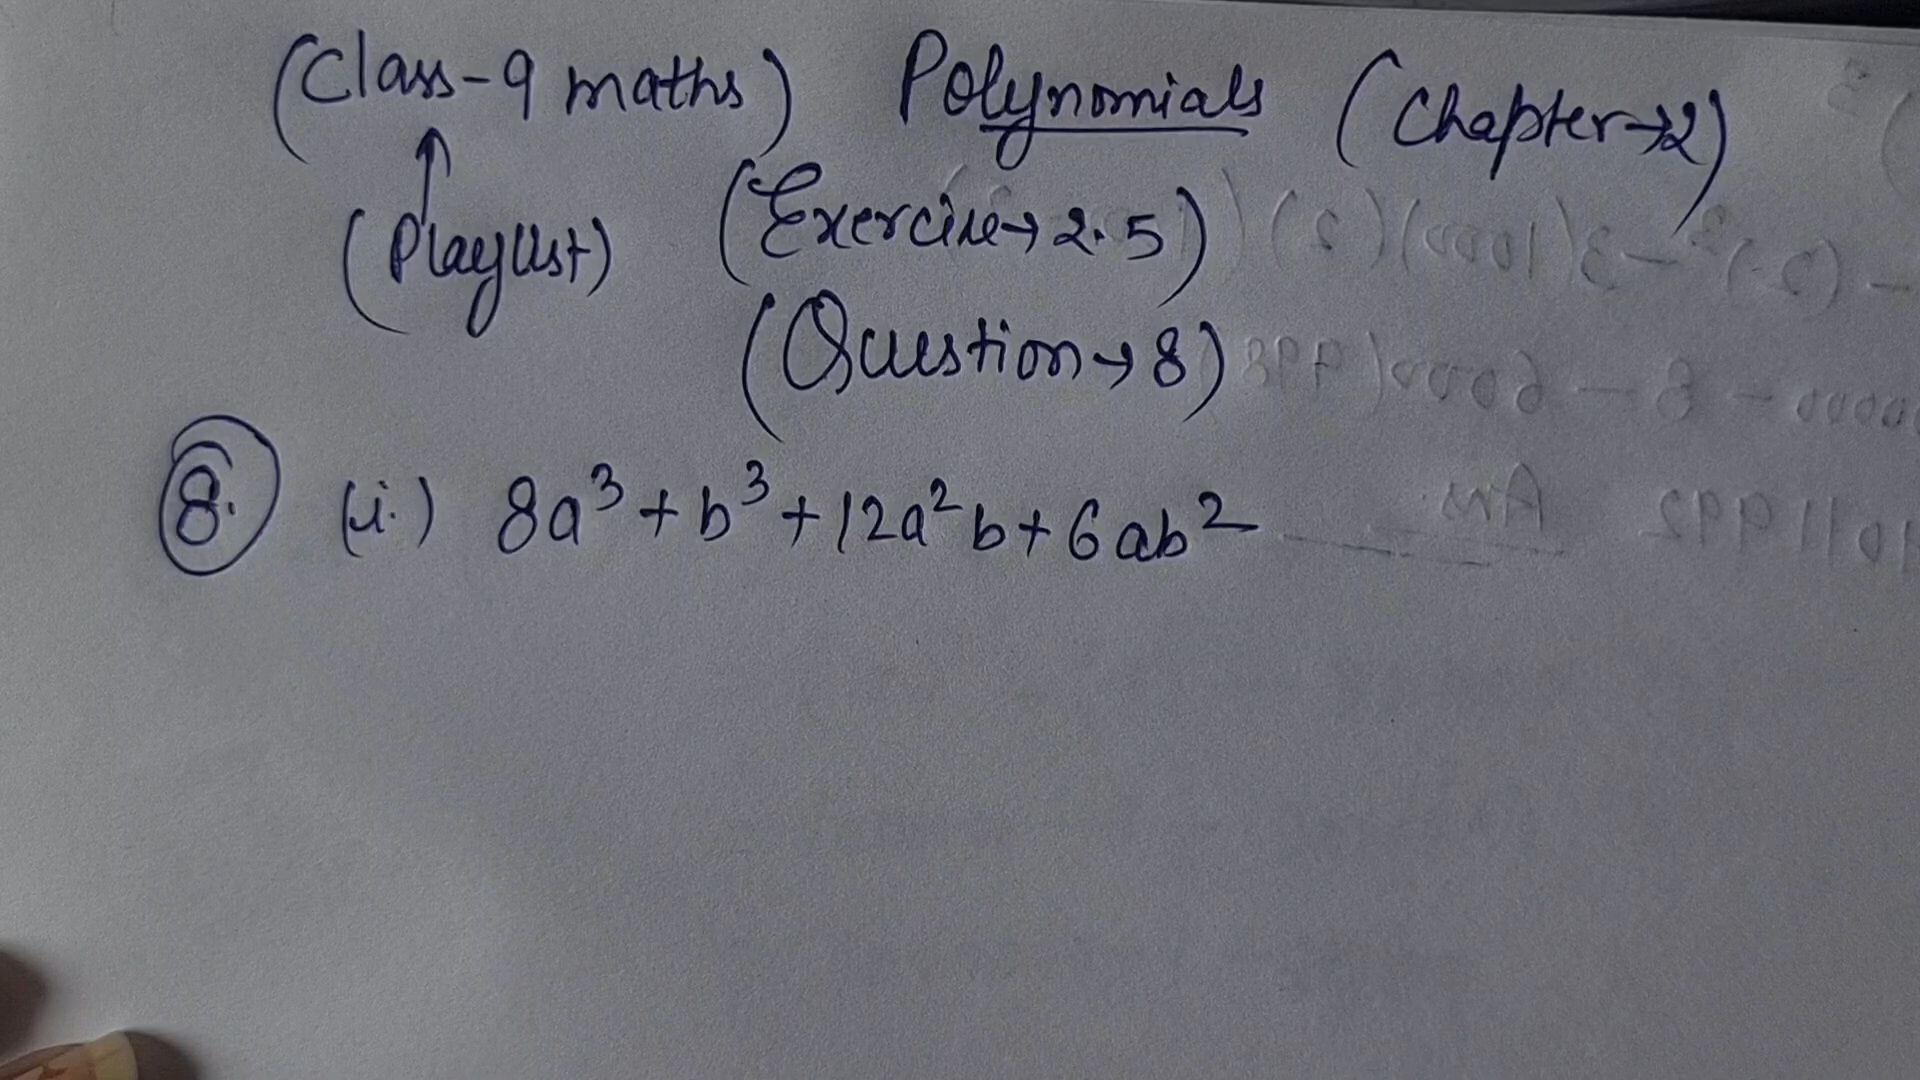 (Class-9 maths) Polynomials (Chapter→2)
(Playlist) (Exercise→2.5)
(Question→8)
8. (i.) 8a³+b³+12a²b+6ab²